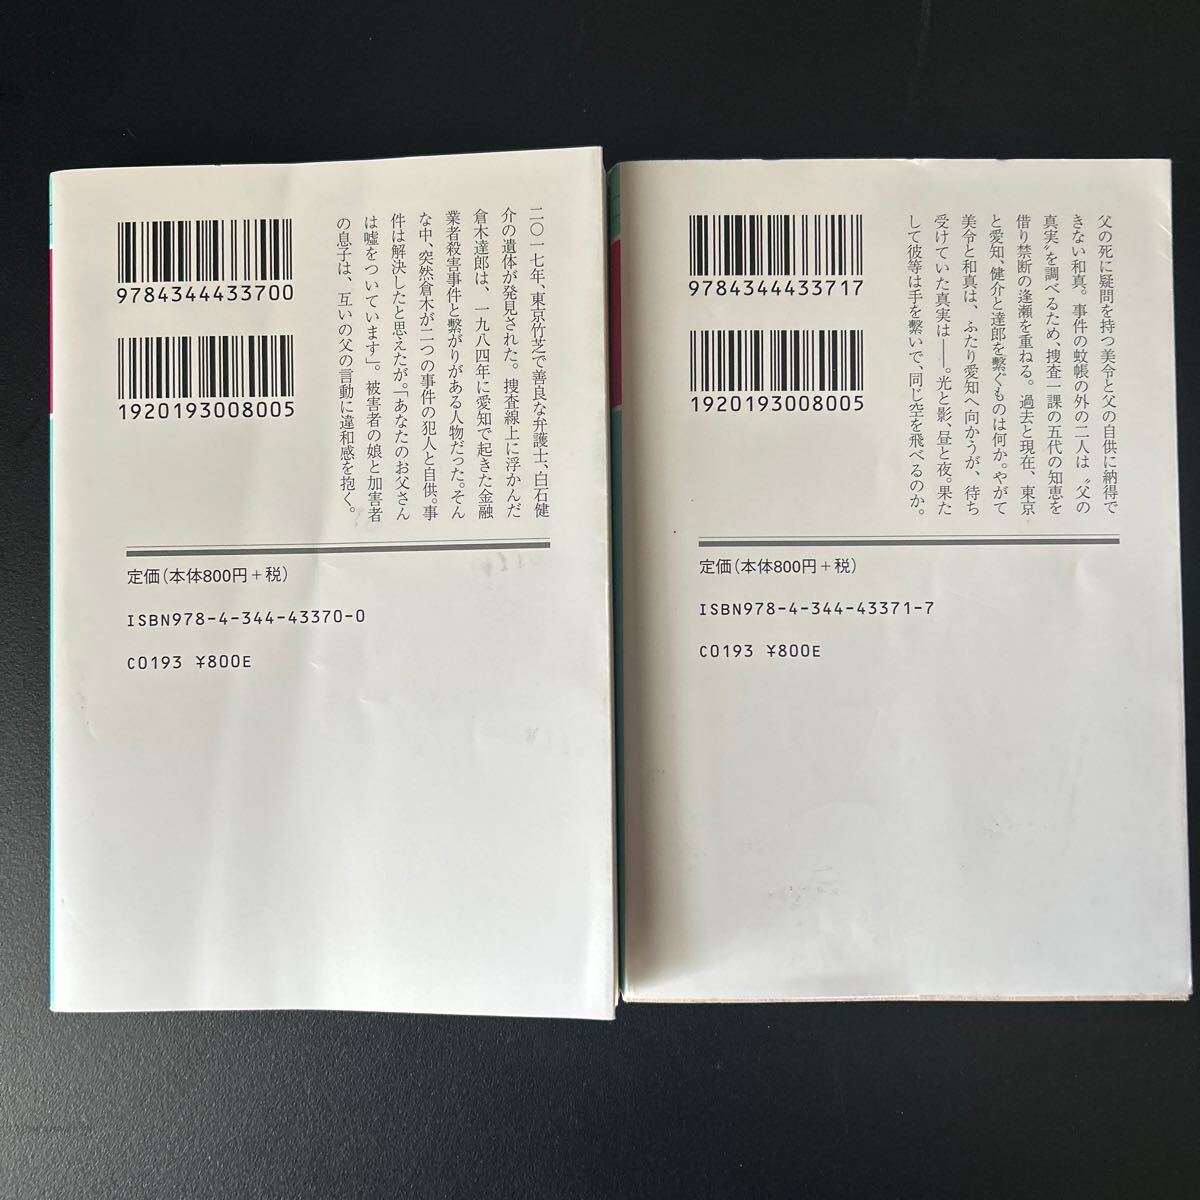 9784344433700
1920193008005
二〇一七年、東京竹芝で善良な弁護士、白石健
介の遺体が発見された。捜査線上に浮かんだ
倉木達郎は、一九八四年に愛知で起きた金融
業者殺害事件と繫がりがある人物だった。そん
な中、突然倉木が二つの事件の犯人と自供。事
件は解決したと思えたが。「あなたのお父さん
は嘘をついています」。被害者の娘と加害者
の息子は、互いの父の言動に違和感を抱く。
定価(本体800円+税)
ISBN978-4-344-43370-0
C0193 ¥800E
9784344433717
1920193008005
父の死に疑問を持つ美令と父の自供に納得で
きない和真。事件の蚊帳の外の二人は〝父の
真実〟を調べるため、捜査一課の五代の知恵を
借り禁断の逢瀬を重ねる。過去と現在、東京
と愛知、健介と達郎を繫ぐものは何か。やがて
美令と和真は、ふたり愛知へ向かうが、待ち
受けていた真実は――。光と影、昼と夜。果た
して彼等は手を繫いで、同じ空を飛べるのか。
定価(本体800円+税)
ISBN978-4-344-43371-7
C0193 ¥800E